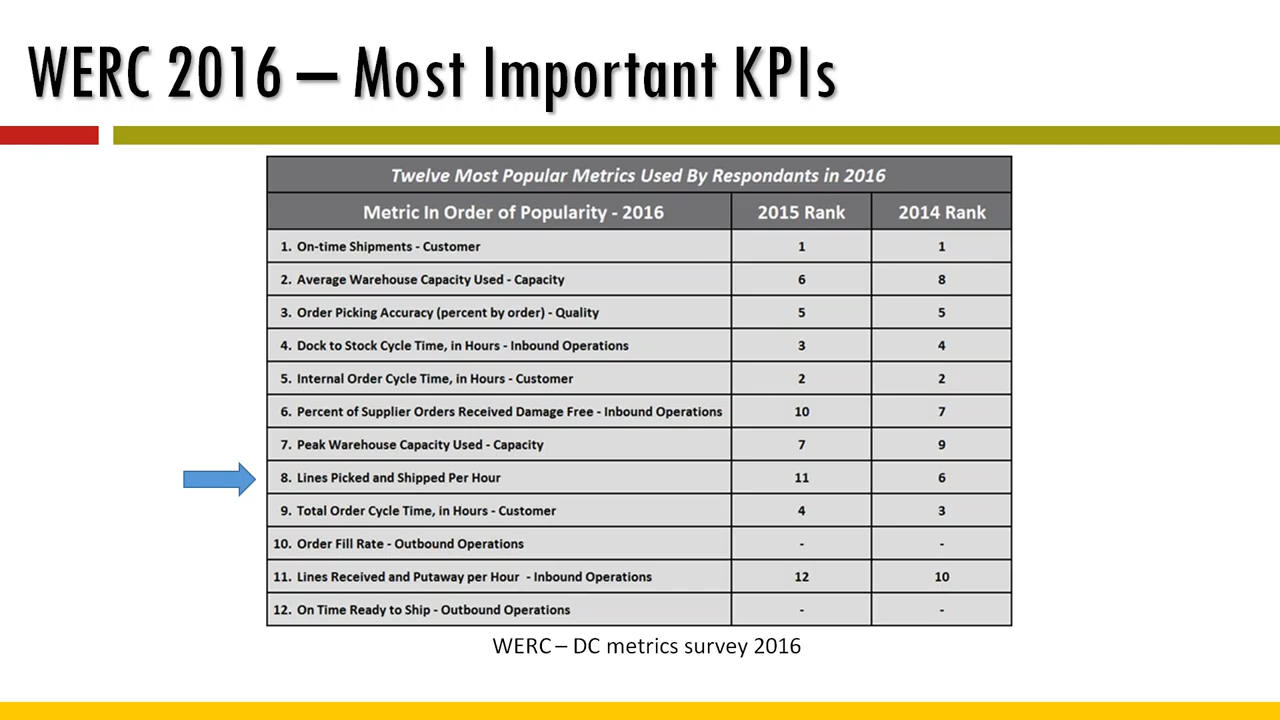 WERC 2016 – Most Important KPIs
Twelve Most Popular Metrics Used By Respondants in 2016
Metric In Order of Popularity - 2016 2015 Rank 2014 Rank
1. On-time Shipments - Customer 1 1
2. Average Warehouse Capacity Used - Capacity 6 8
3. Order Picking Accuracy (percent by order) - Quality 5 5
4. Dock to Stock Cycle Time, in Hours - Inbound Operations 3 4
5. Internal Order Cycle Time, in Hours - Customer 2 2
6. Percent of Supplier Orders Received Damage Free - Inbound Operations 10 7
7. Peak Warehouse Capacity Used - Capacity 7 9
8. Lines Picked and Shipped Per Hour 11 6
9. Total Order Cycle Time, in Hours - Customer 4 3
10. Order Fill Rate - Outbound Operations - -
11. Lines Received and Putaway per Hour - Inbound Operations 12 10
12. On Time Ready to Ship - Outbound Operations - -
WERC – DC metrics survey 2016